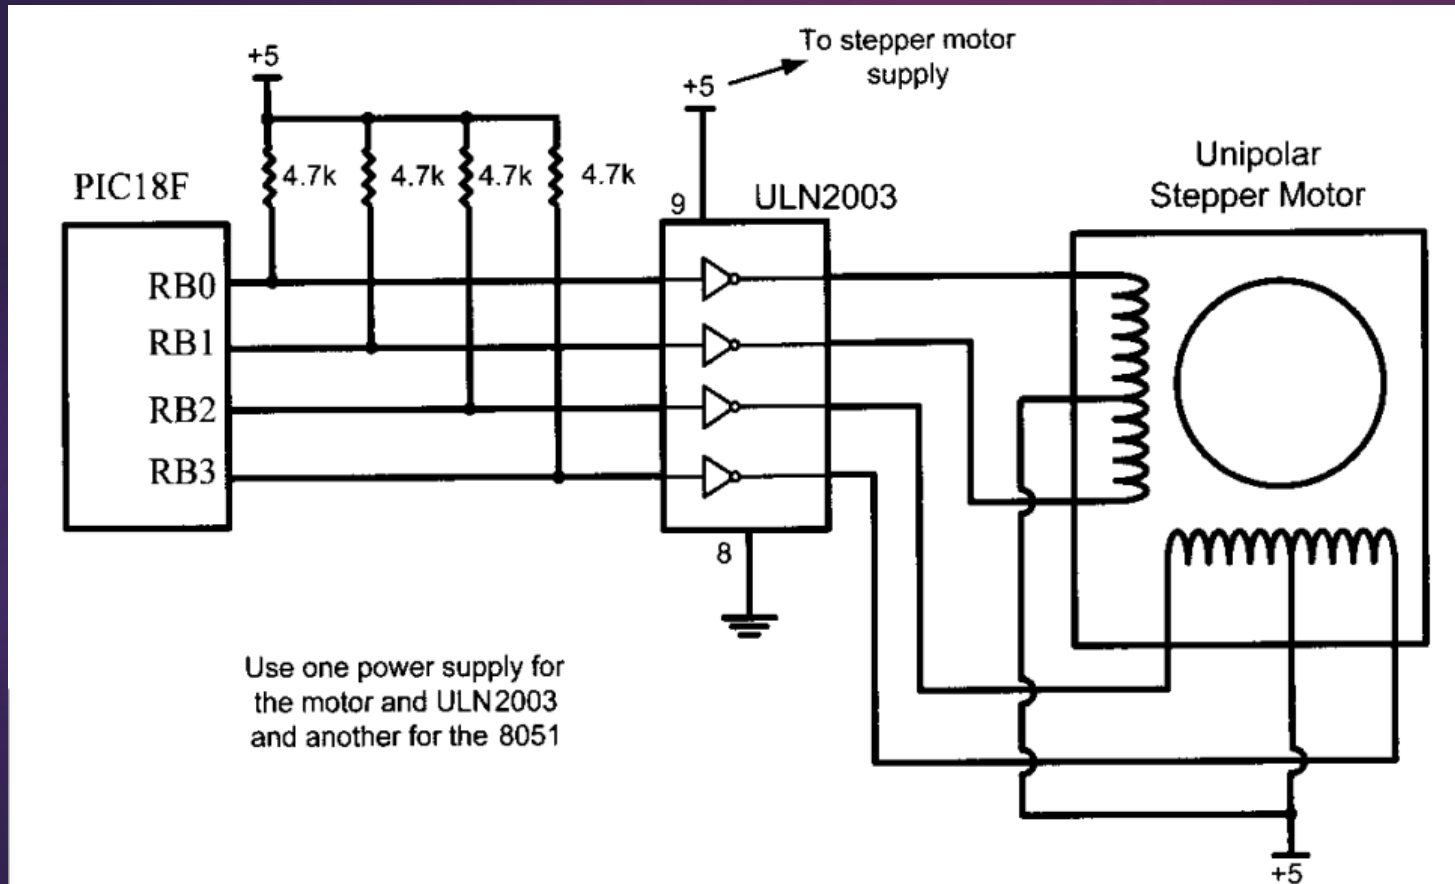 +5
To stepper motor
supply
+5
4.7k
4.7k
4.7k
4.7k
PIC18F
9
ULN2003
Unipolar
Stepper Motor
RB0
RB1
RB2
RB3
8
Use one power supply for
the motor and ULN2003
and another for the 8051
+5